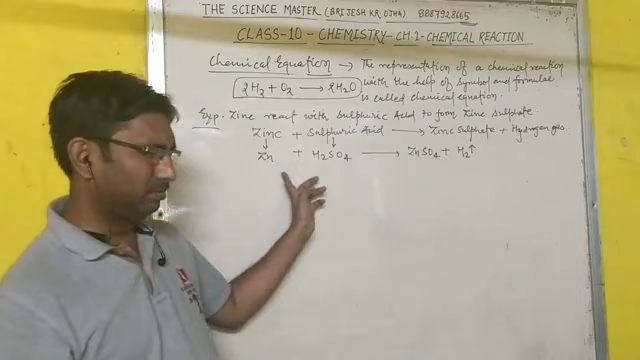 THE SCIENCE MASTER (BRIJESH KR. OJHA) 8887928665
CLASS-10 - CHEMISTRY - CH-1- CHEMICAL REACTION
Chemical Equation → The representation of a chemical reaction
with the help of symbol and formulae
is called chemical equation.
2H₂ + O₂ → 2H₂O
Exp. Zinc react with Sulphuric Acid to form Zinc sulphate
Zinc + Sulphuric Acid → Zinc Sulphate + Hydrogen gas.
↓ ↓
Zn + H₂SO₄ → ZnSO₄ + H₂↑